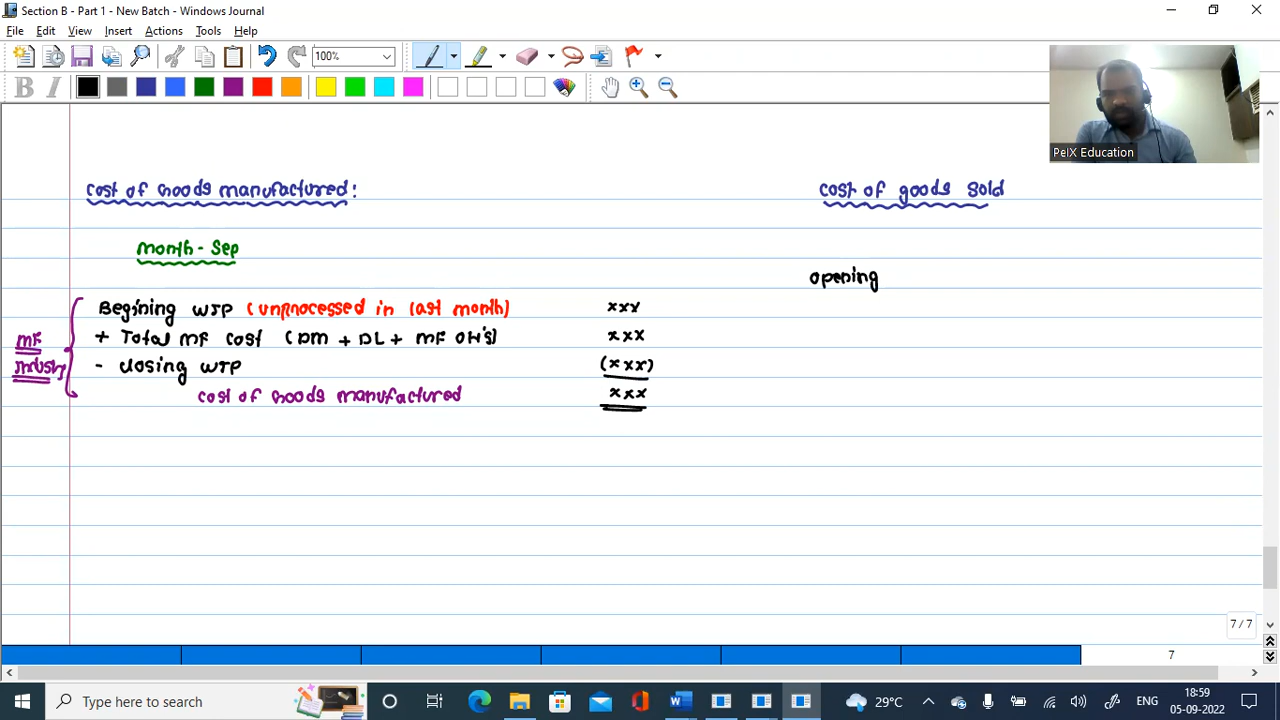 Section B - Part 1 - New Batch - Windows Journal
File Edit View Insert Actions Tools Help
100%
B I
PelX Education
Cost of Goods manufactured:
Cost of goods sold
Month - Sep
opening
Begining WIP (unprocessed in last month) xxx
+ Total MF cost (DM + DL + MF OH's) xxx
- closing WIP (xxx)
cost of Goods manufactured xxx
MF
7/7
7
Type here to search
29°C
ENG
18:59
05-09-2022